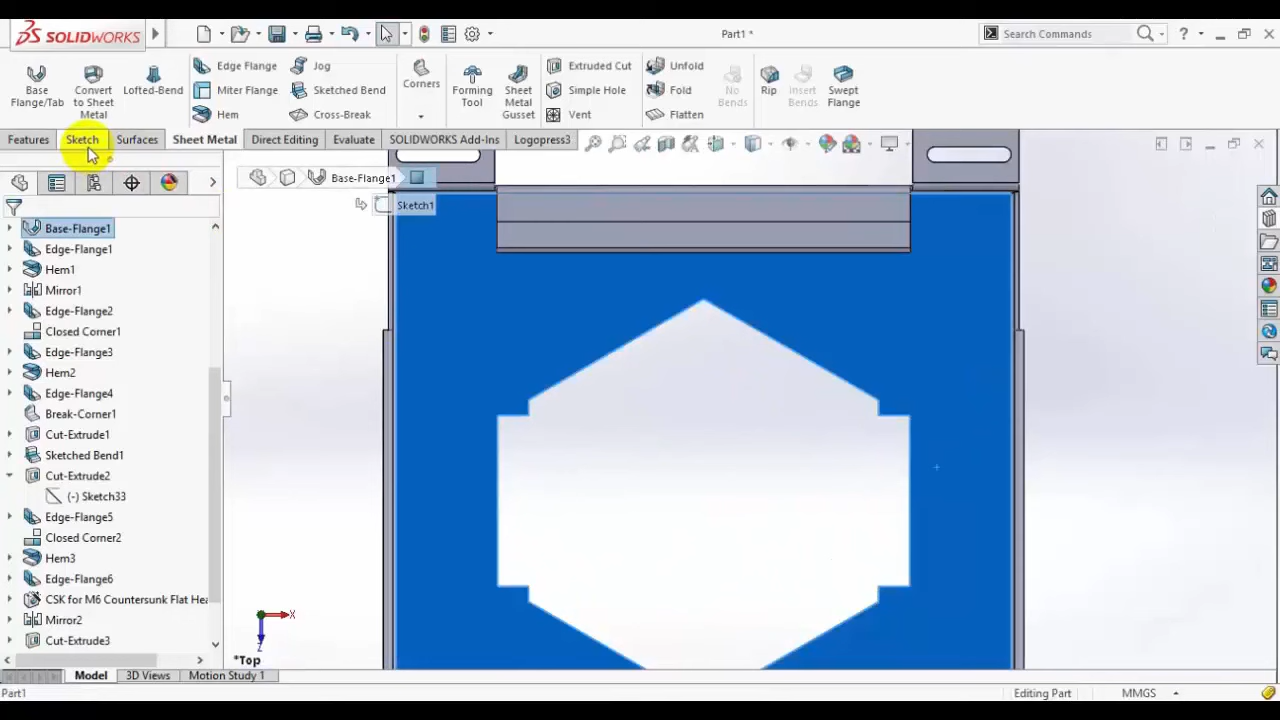 SOLIDWORKS
Part1 *
Search Commands
?
Base Flange/Tab
Convert to Sheet Metal
Lofted-Bend
Edge Flange
Miter Flange
Hem
Jog
Sketched Bend
Cross-Break
Corners
Forming Tool
Sheet Metal Gusset
Extruded Cut
Simple Hole
Vent
Unfold
Fold
Flatten
No Bends
Rip
Insert Bends
Swept Flange
Features
Sketch
Surfaces
Sheet Metal
Direct Editing
Evaluate
SOLIDWORKS Add-Ins
Logopress3
Base-Flange1
Sketch1
Base-Flange1
Edge-Flange1
Hem1
Mirror1
Edge-Flange2
Closed Corner1
Edge-Flange3
Hem2
Edge-Flange4
Break-Corner1
Cut-Extrude1
Sketched Bend1
Cut-Extrude2
(-) Sketch33
Edge-Flange5
Closed Corner2
Hem3
Edge-Flange6
CSK for M6 Countersunk Flat Hea
Mirror2
Cut-Extrude3
X
Z
*Top
Model
3D Views
Motion Study 1
Part1
Editing Part
MMGS